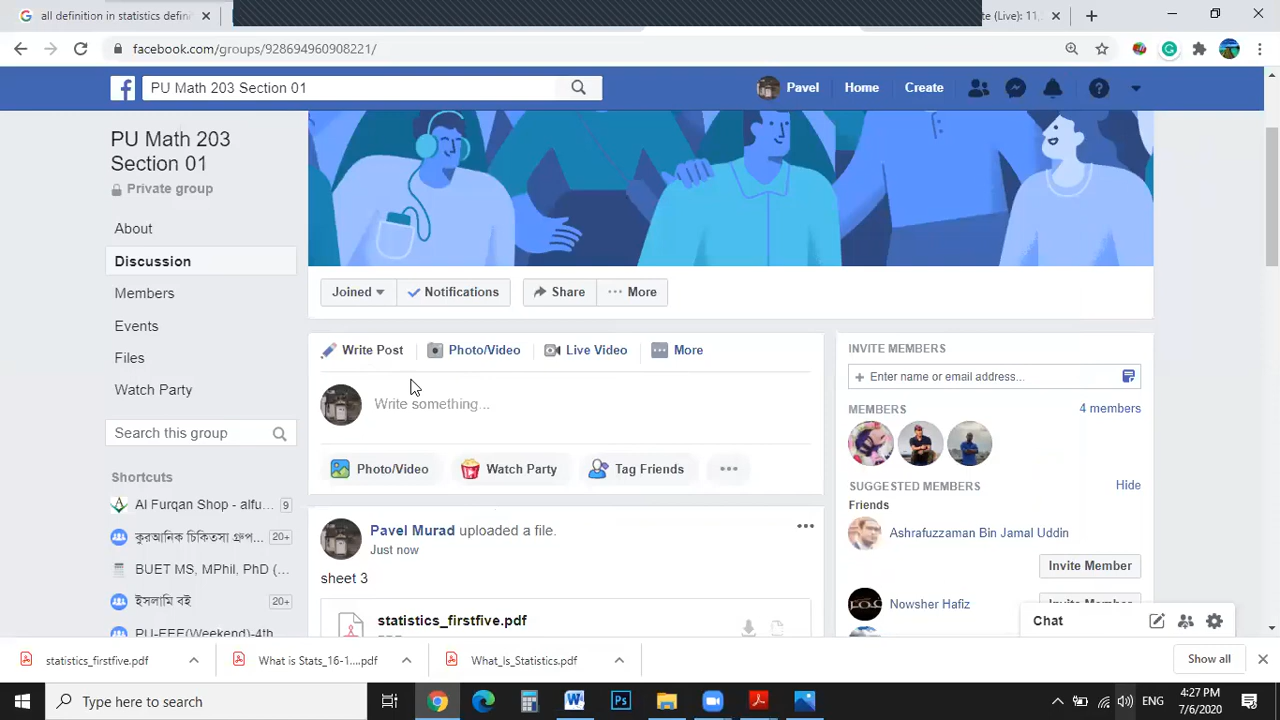 all definition in statistics defin
te (Live): 11,
facebook.com/groups/928694960908221/
PU Math 203 Section 01
Pavel
Home
Create
PU Math 203
Section 01
Private group
About
Discussion
Members
Events
Files
Watch Party
Search this group
Shortcuts
Al Furqan Shop - alfu...
9
কুরআনিক চিকিতসা গ্রুপ...
20+
BUET MS, MPhil, PhD (...
ইসলামি বই
20+
PU-EEE(Weekend)-4th
Joined
Notifications
Share
More
Write Post
Photo/Video
Live Video
More
Write something...
Photo/Video
Watch Party
Tag Friends
Pavel Murad uploaded a file.
Just now
sheet 3
statistics_firstfive.pdf
INVITE MEMBERS
Enter name or email address...
MEMBERS
4 members
SUGGESTED MEMBERS
Hide
Friends
Ashrafuzzaman Bin Jamal Uddin
Invite Member
Nowsher Hafiz
Invite Member
Chat
statistics_firstfive.pdf
What is Stats_16-1....pdf
What_Is_Statistics.pdf
Show all
Type here to search
ENG
4:27 PM
7/6/2020